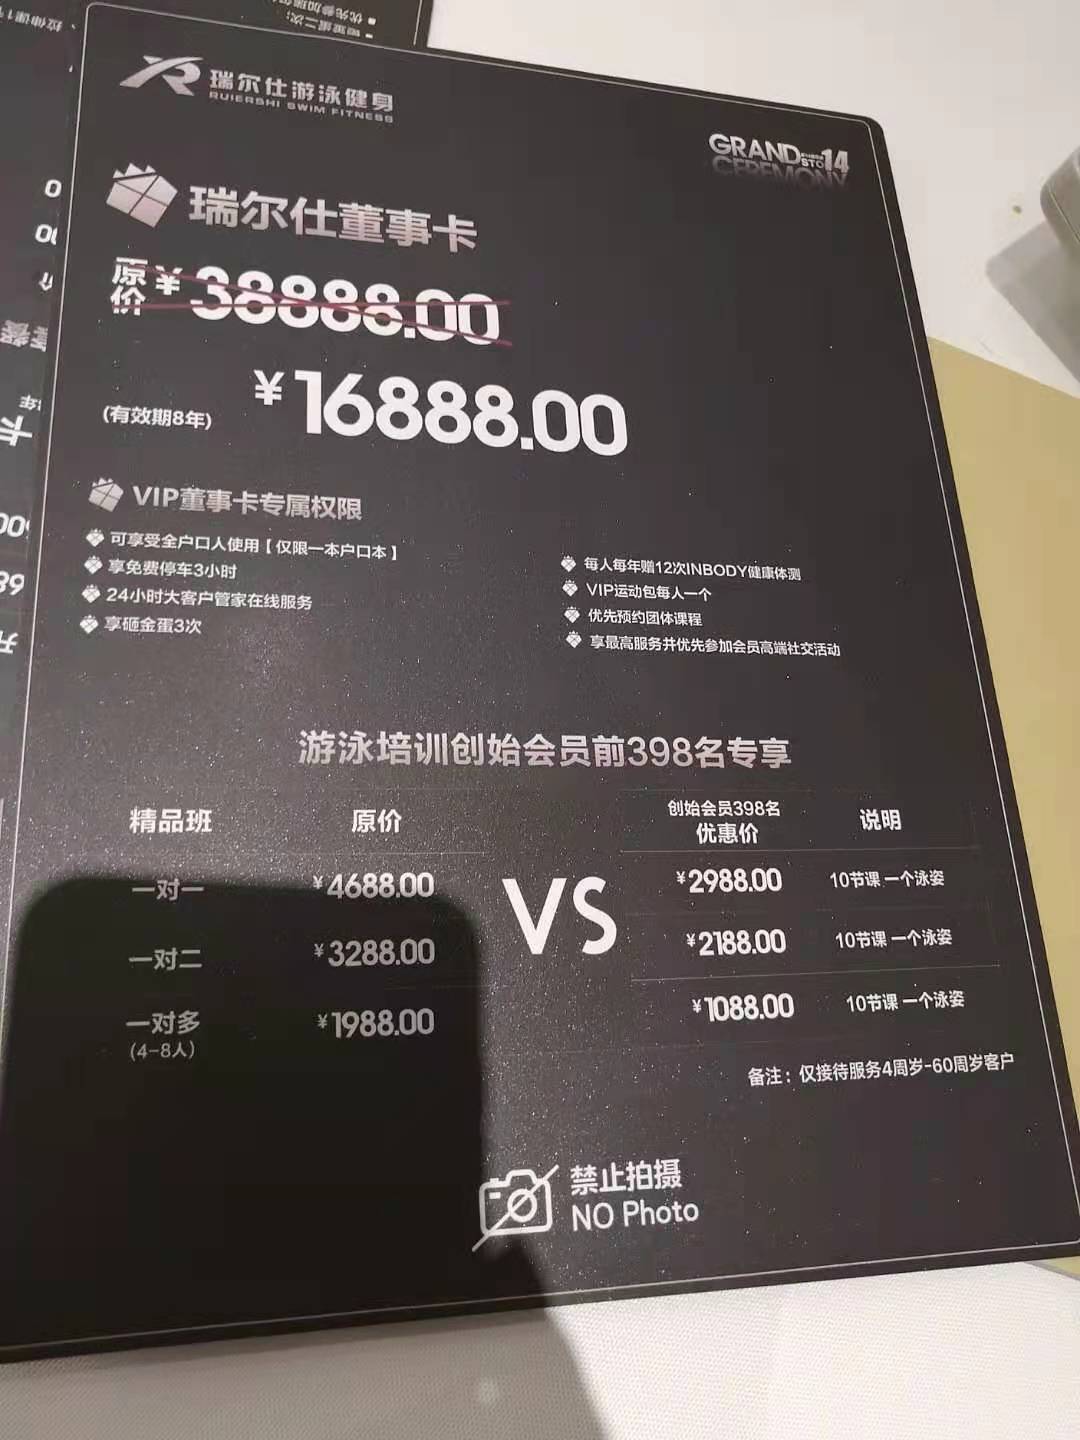 瑞尔仕游泳健身
RUIERSHI SWIM FITNESS
GRAND
STO14
CEREMONY
瑞尔仕董事卡
原价 ¥38888.00
(有效期8年) ¥16888.00
VIP董事卡专属权限
可享受全户口人使用【仅限一本户口本】
享免费停车3小时
24小时大客户管家在线服务
享砸金蛋3次
每人每年赠12次INBODY健康体测
VIP运动包每人一个
优先预约团体课程
享最高服务并优先参加会员高端社交活动
游泳培训创始会员前398名专享
精品班 原价 创始会员398名优惠价 说明
一对一 ¥4688.00 ¥2988.00 10节课 一个泳姿
一对二 ¥3288.00 ¥2188.00 10节课 一个泳姿
一对多 ¥1988.00 ¥1088.00 10节课 一个泳姿
(4-8人)
VS
备注：仅接待服务4周岁-60周岁客户
禁止拍摄
NO Photo